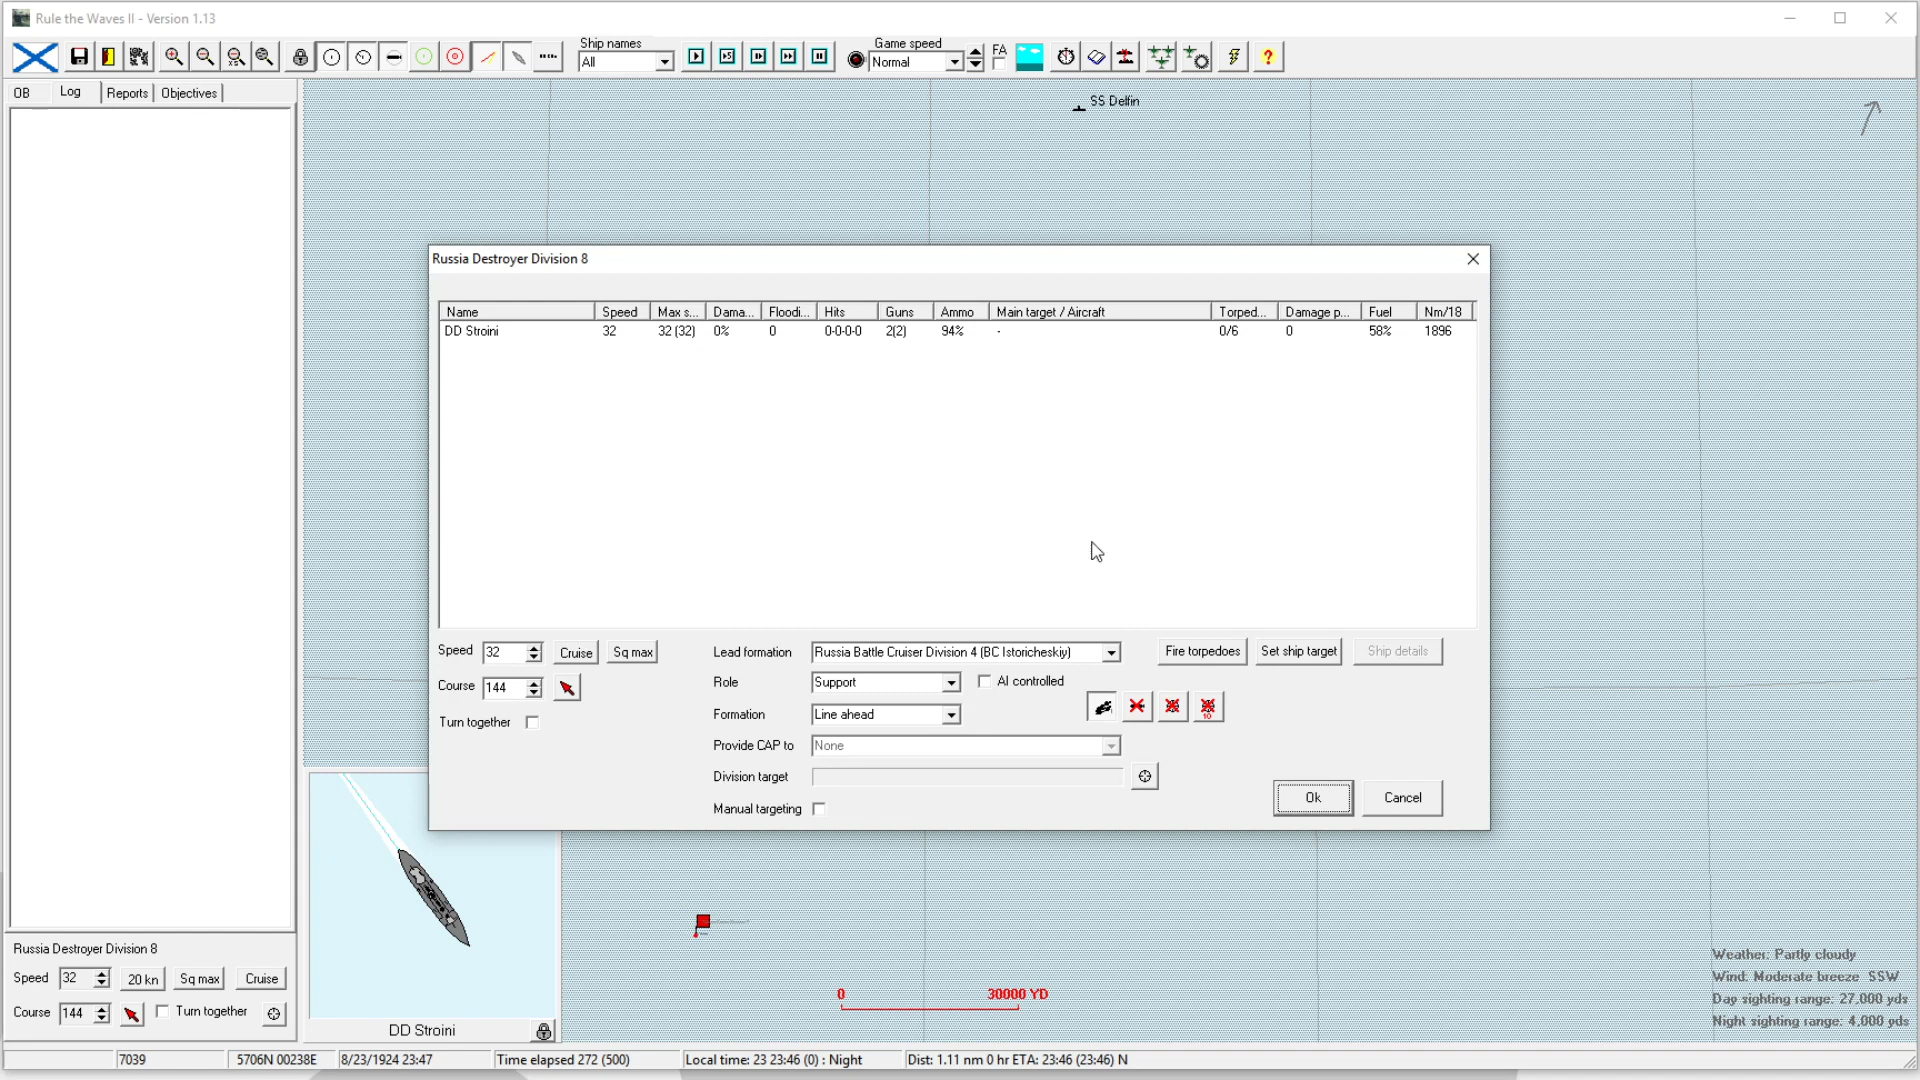 Rule the Waves II - Version 1.13
Ship names
All
Game speed
Normal
FA
OB Log Reports Objectives
SS Delfin
Russia Destroyer Division 8
Name Speed Max s... Dama... Floodi... Hits Guns Ammo Main target / Aircraft Torped... Damage p... Fuel Nm/18
DD Stroini 32 32 (32) 0% 0 0-0-0-0 2(2) 94% - 0/6 0 58% 1896
Speed 32 Cruise Sq max
Course 144
Turn together
Lead formation Russia Battle Cruiser Division 4 (BC Istoricheskiy)
Role Support AI controlled
Formation Line ahead
Provide CAP to None
Division target
Manual targeting
Fire torpedoes Set ship target Ship details
10
Ok Cancel
Russia Destroyer Division 8
Speed 32 20 kn Sq max Cruise
Course 144 Turn together
DD Stroini
0 30000 YD
Weather: Partly cloudy
Wind: Moderate breeze SSW
Day sighting range: 27,000 yds
Night sighting range: 4,000 yds
7039 5706N 00238E 8/23/1924 23:47 Time elapsed 272 (500) Local time: 23 23:46 (0) : Night Dist: 1.11 nm 0 hr ETA: 23:46 (23:46) N